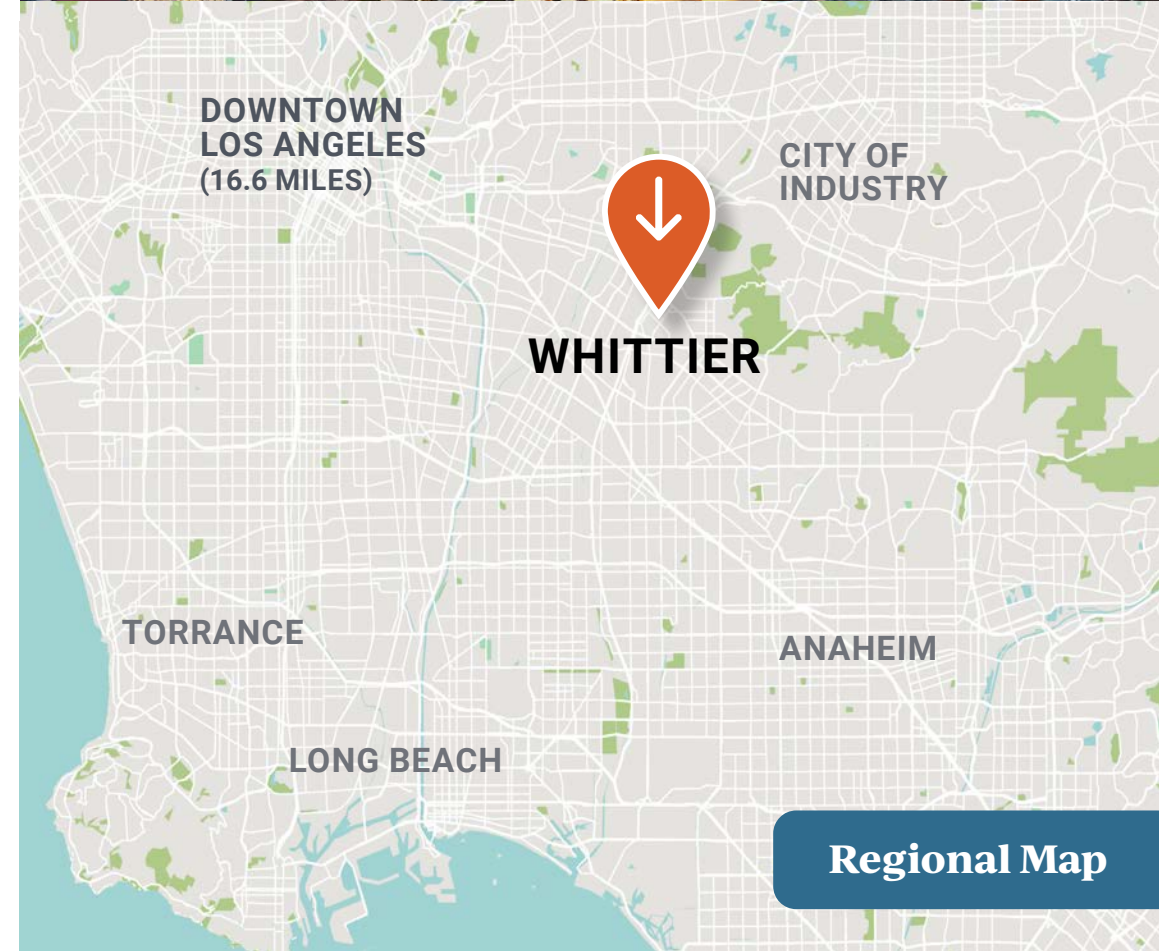 DOWNTOWN
LOS ANGELES
(16.6 MILES)
CITY OF
INDUSTRY
WHITTIER
TORRANCE
ANAHEIM
LONG BEACH
Regional Map